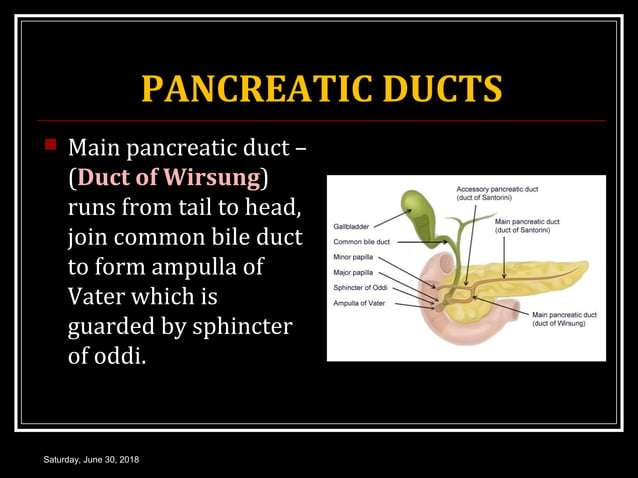 PANCREATIC DUCTS
Main pancreatic duct –
(Duct of Wirsung)
runs from tail to head,
join common bile duct
to form ampulla of
Vater which is
guarded by sphincter
of oddi.
Accessory pancreatic duct
(duct of Santorini)
Gallbladder
Main pancreatic duct
(duct of Santorini)
Common bile duct
Minor papilla
Major papilla
Sphincter of Oddi
Ampulla of Vater
Main pancreatic duct
(duct of Wirsung)
Saturday, June 30, 2018